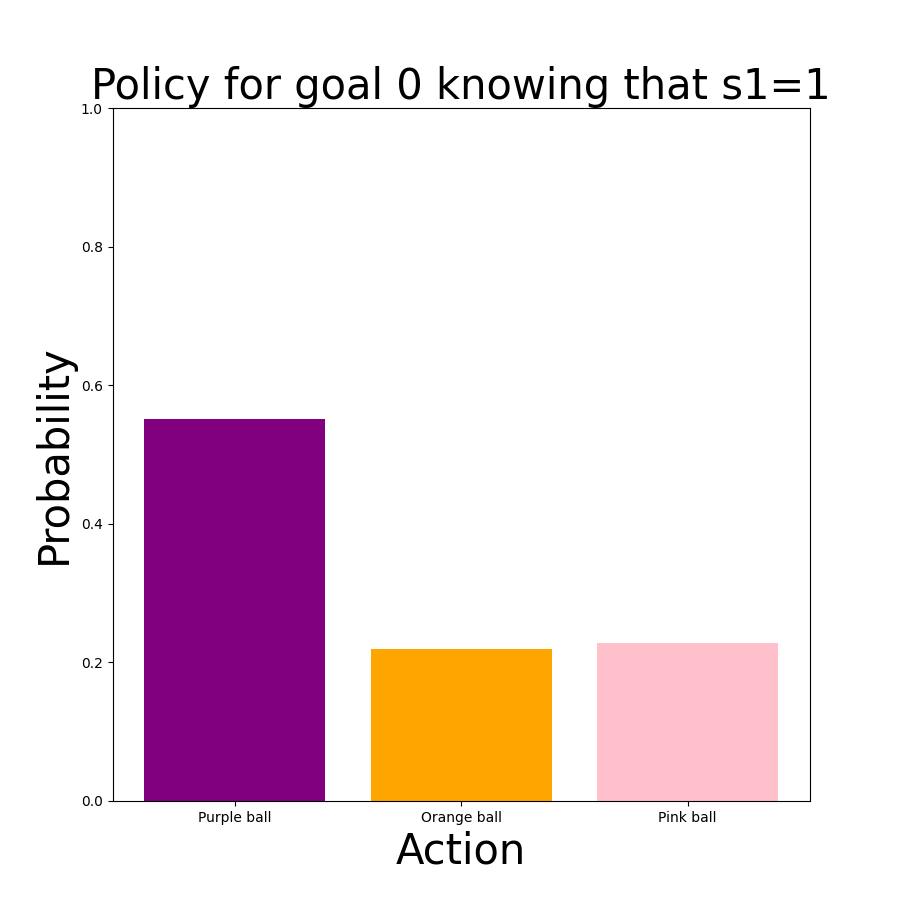 Policy for goal 0 knowing that s1=1
1.0
0.8
0.6
0.4
0.2
0.0
Probability
Purple ball
Orange ball
Pink ball
Action